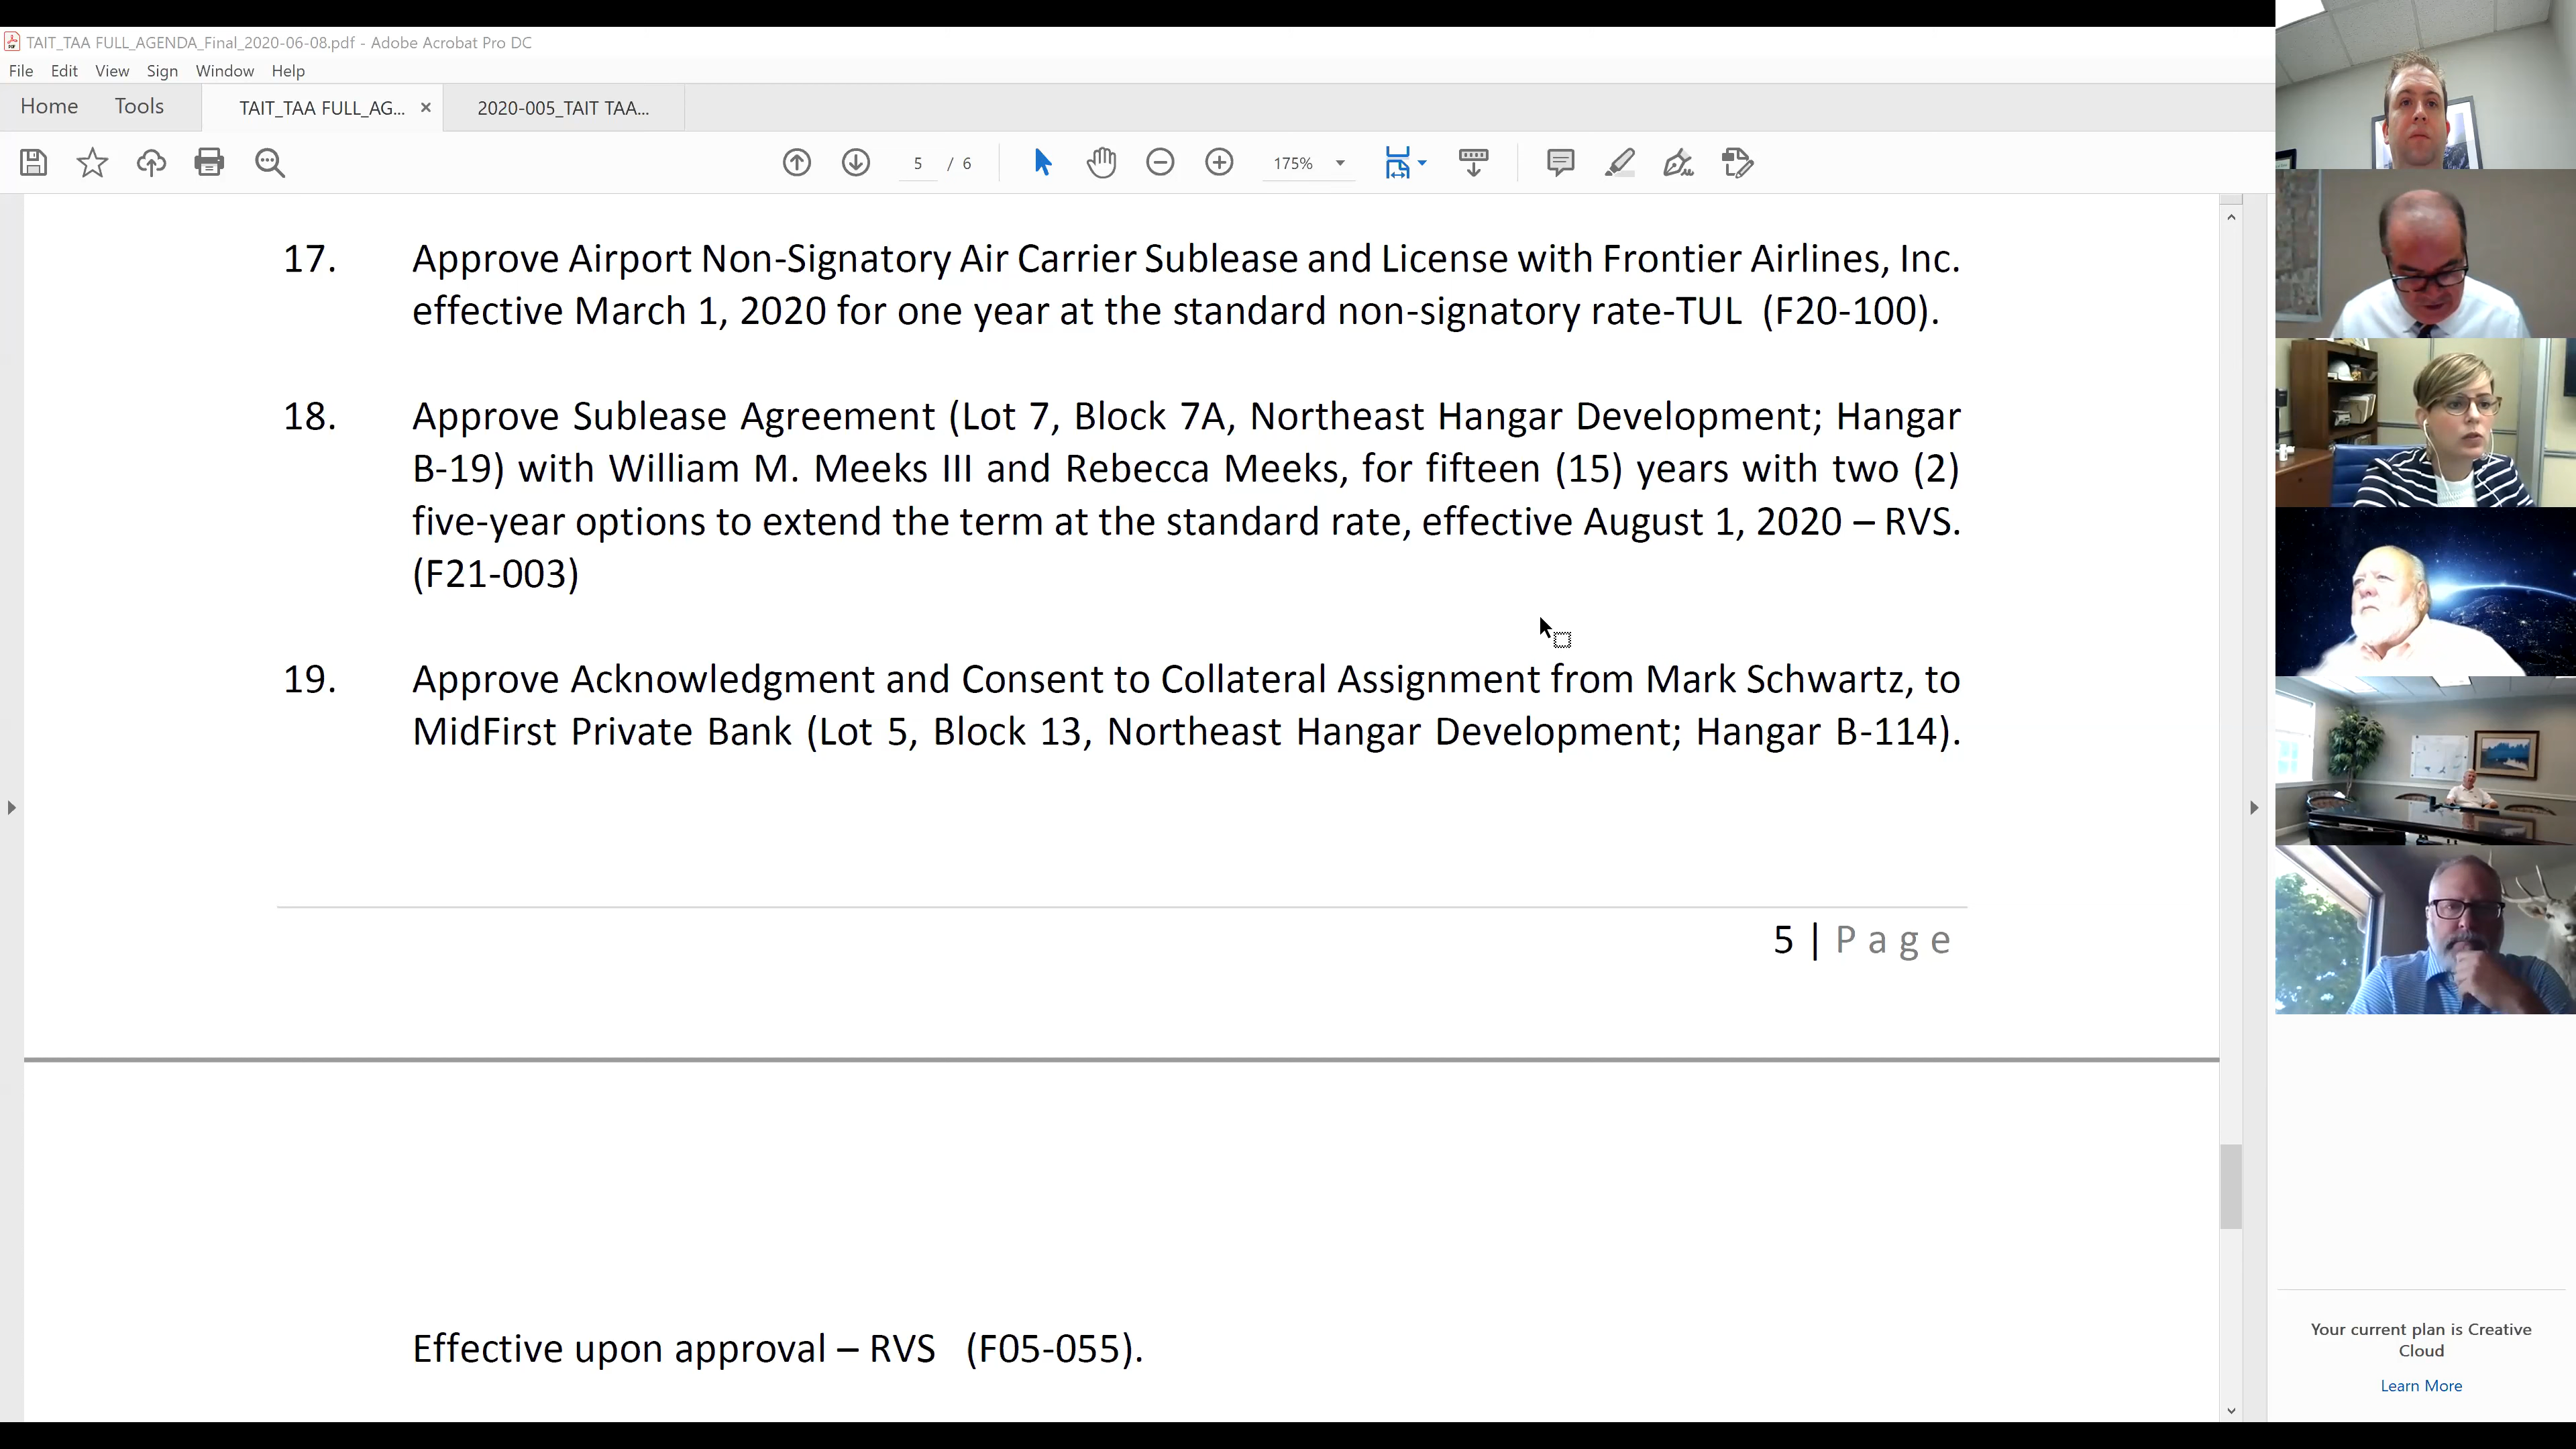 TAIT_TAA FULL_AGENDA_Final_2020-06-08.pdf - Adobe Acrobat Pro DC
File Edit View Sign Window Help
Home Tools TAIT_TAA FULL_AG... × 2020-005_TAIT TAA...
5 / 6 175%
17. Approve Airport Non-Signatory Air Carrier Sublease and License with Frontier Airlines, Inc.
effective March 1, 2020 for one year at the standard non-signatory rate-TUL (F20-100).
18. Approve Sublease Agreement (Lot 7, Block 7A, Northeast Hangar Development; Hangar
B-19) with William M. Meeks III and Rebecca Meeks, for fifteen (15) years with two (2)
five-year options to extend the term at the standard rate, effective August 1, 2020 – RVS.
(F21-003)
19. Approve Acknowledgment and Consent to Collateral Assignment from Mark Schwartz, to
MidFirst Private Bank (Lot 5, Block 13, Northeast Hangar Development; Hangar B-114).
5 | Page
Effective upon approval – RVS (F05-055).
Your current plan is Creative
Cloud
Learn More